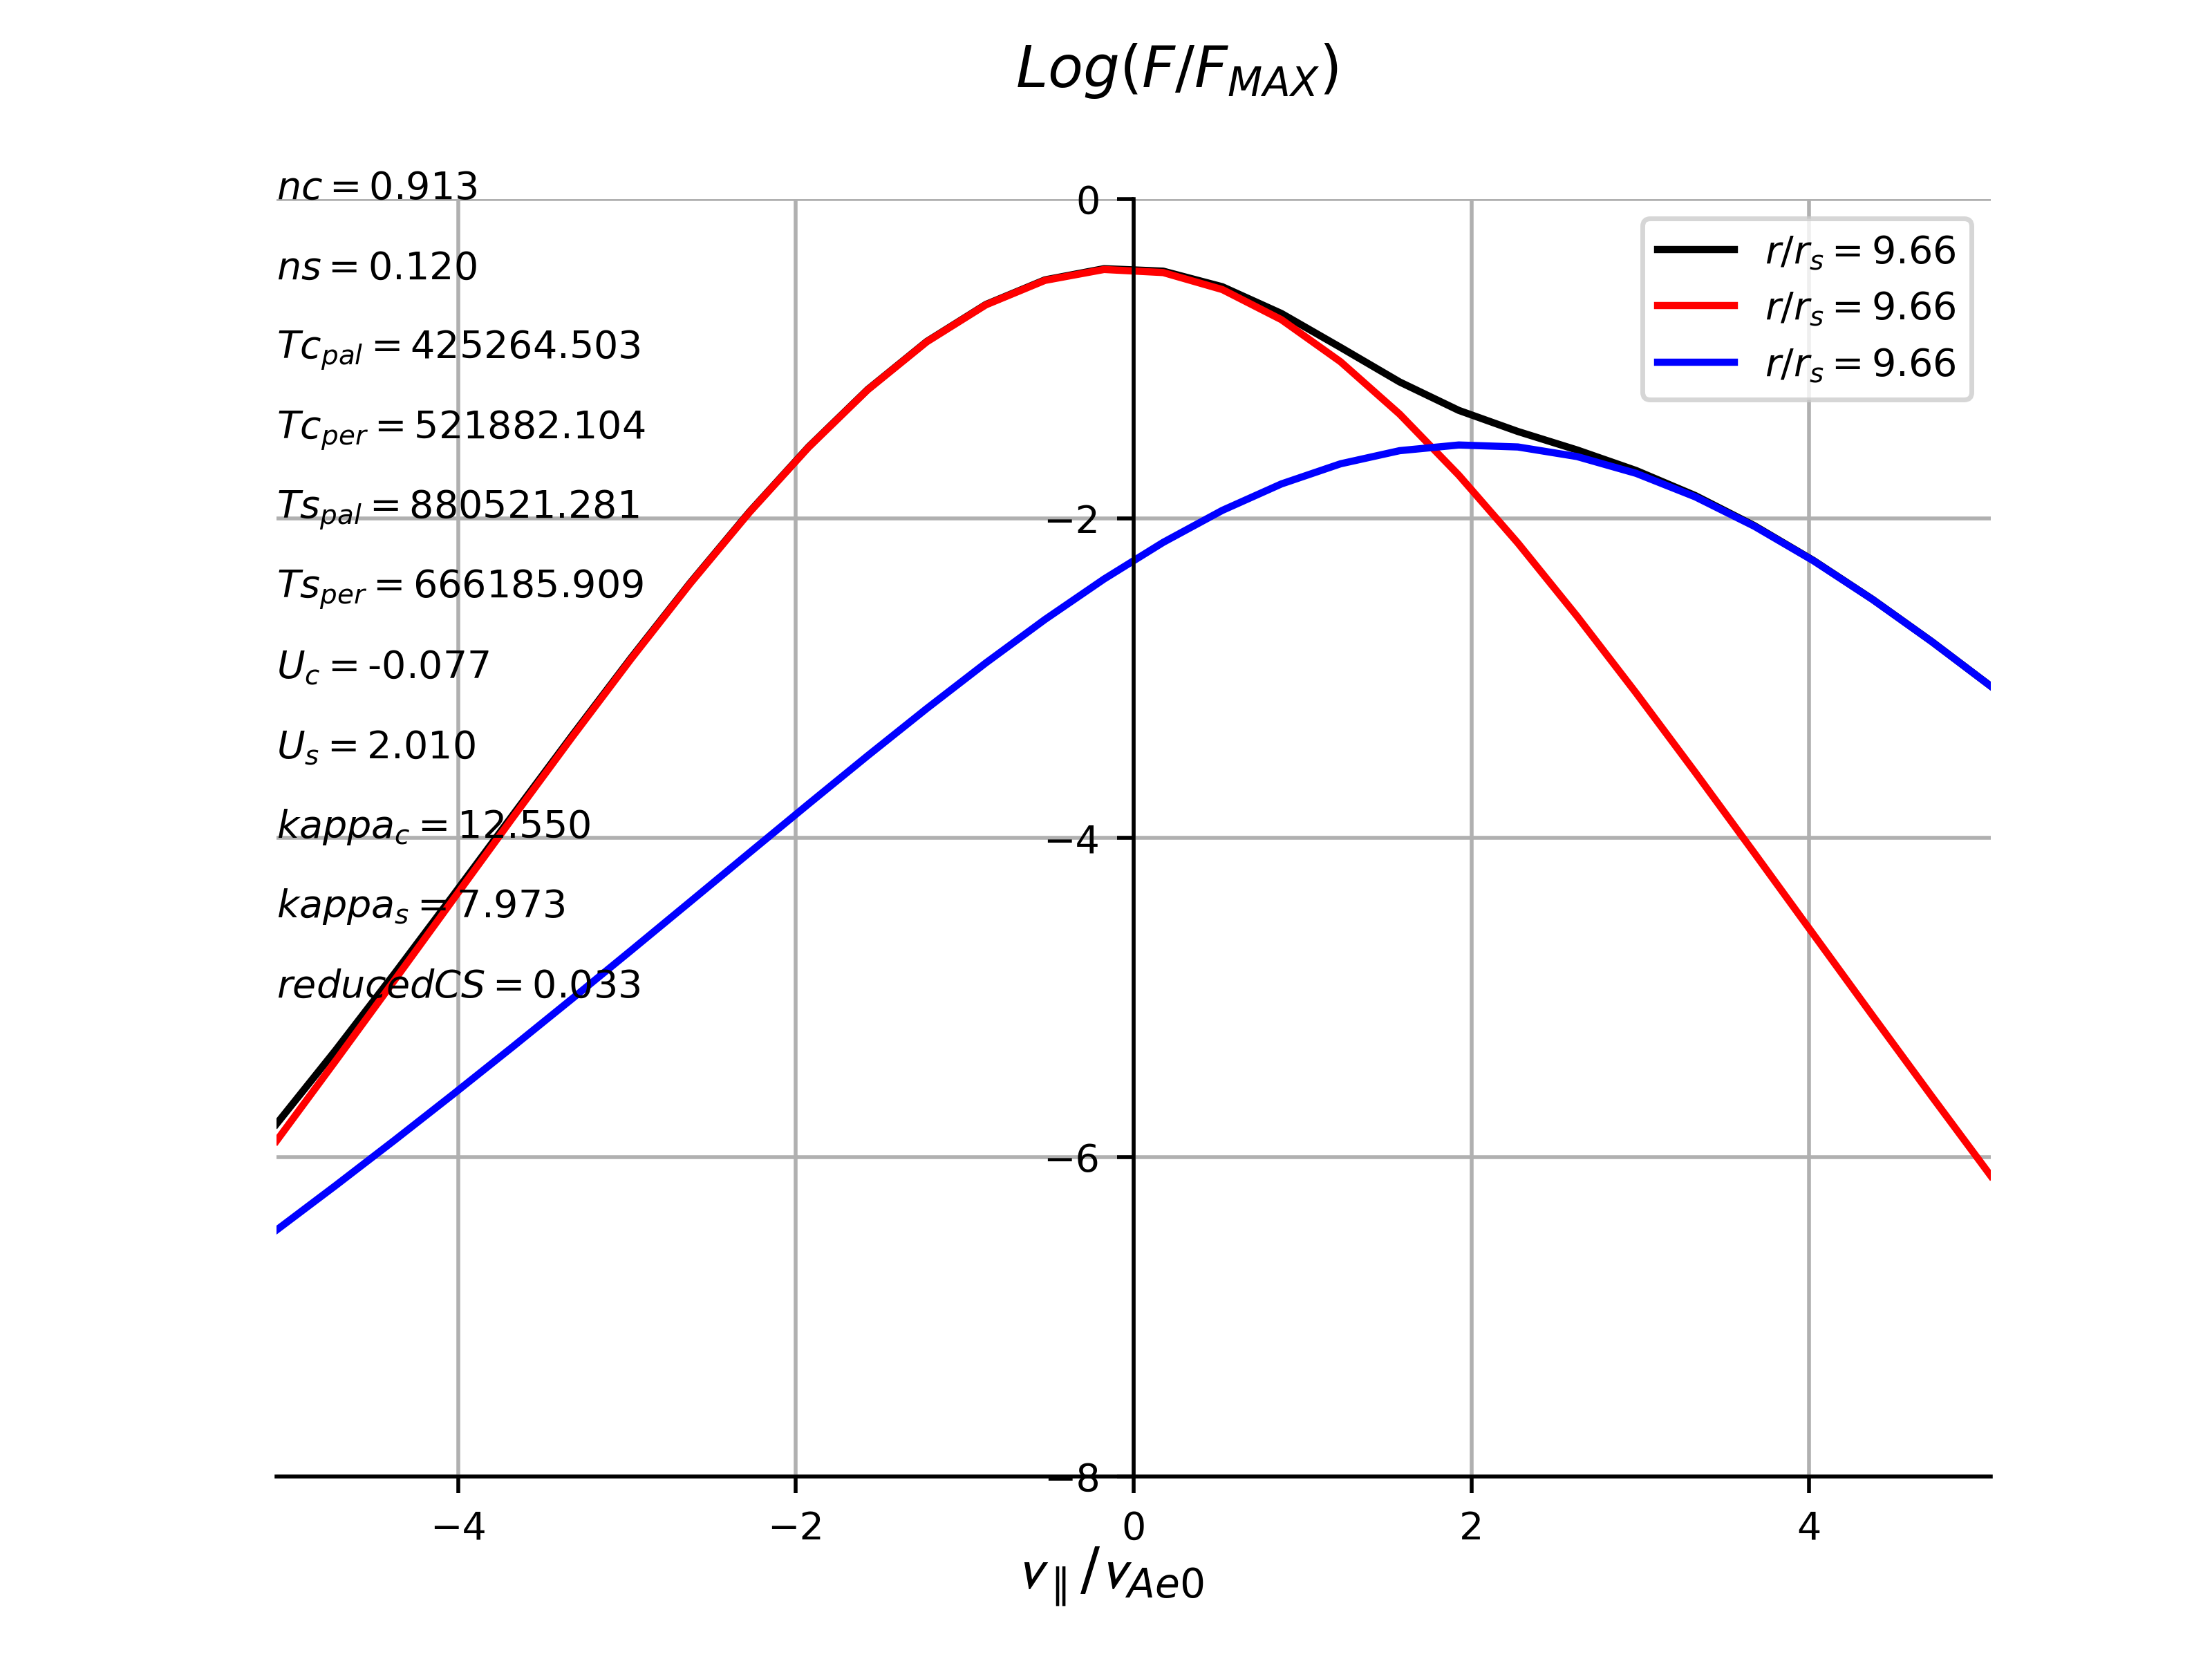 Log(F/F_MAX)
nc = 0.913
ns = 0.120
Tc_pal = 425264.503
Tc_per = 521882.104
Ts_pal = 880521.281
Ts_per = 666185.909
U_c = -0.077
U_s = 2.010
kappa_c = 12.550
kappa_s = 7.973
reducedCS = 0.033
0
−2
−4
−6
−8
r/r_s = 9.66
r/r_s = 9.66
r/r_s = 9.66
−4 −2 0 2 4
v_∥/v_Ae0